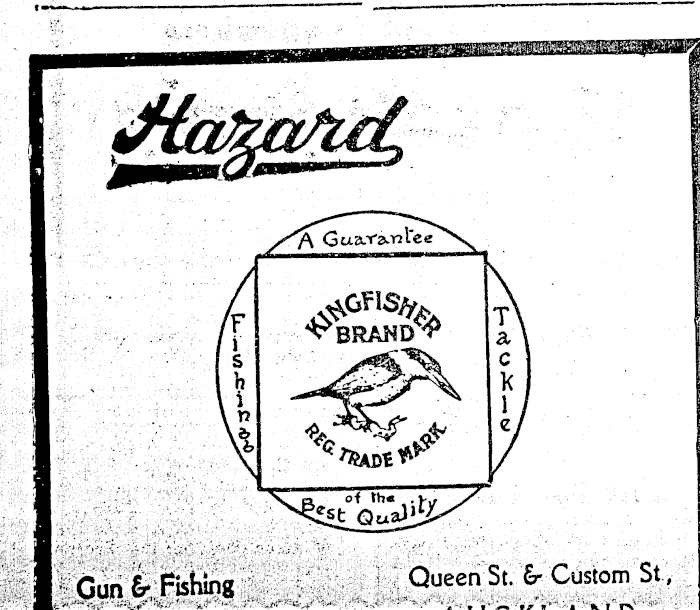 Hazard
A Guarantee
Fishing
Tackle
KINGFISHER
BRAND
REG. TRADE MARK
of the
Best Quality
Gun & Fishing
Queen St. & Custom St.,
AUCKLAND